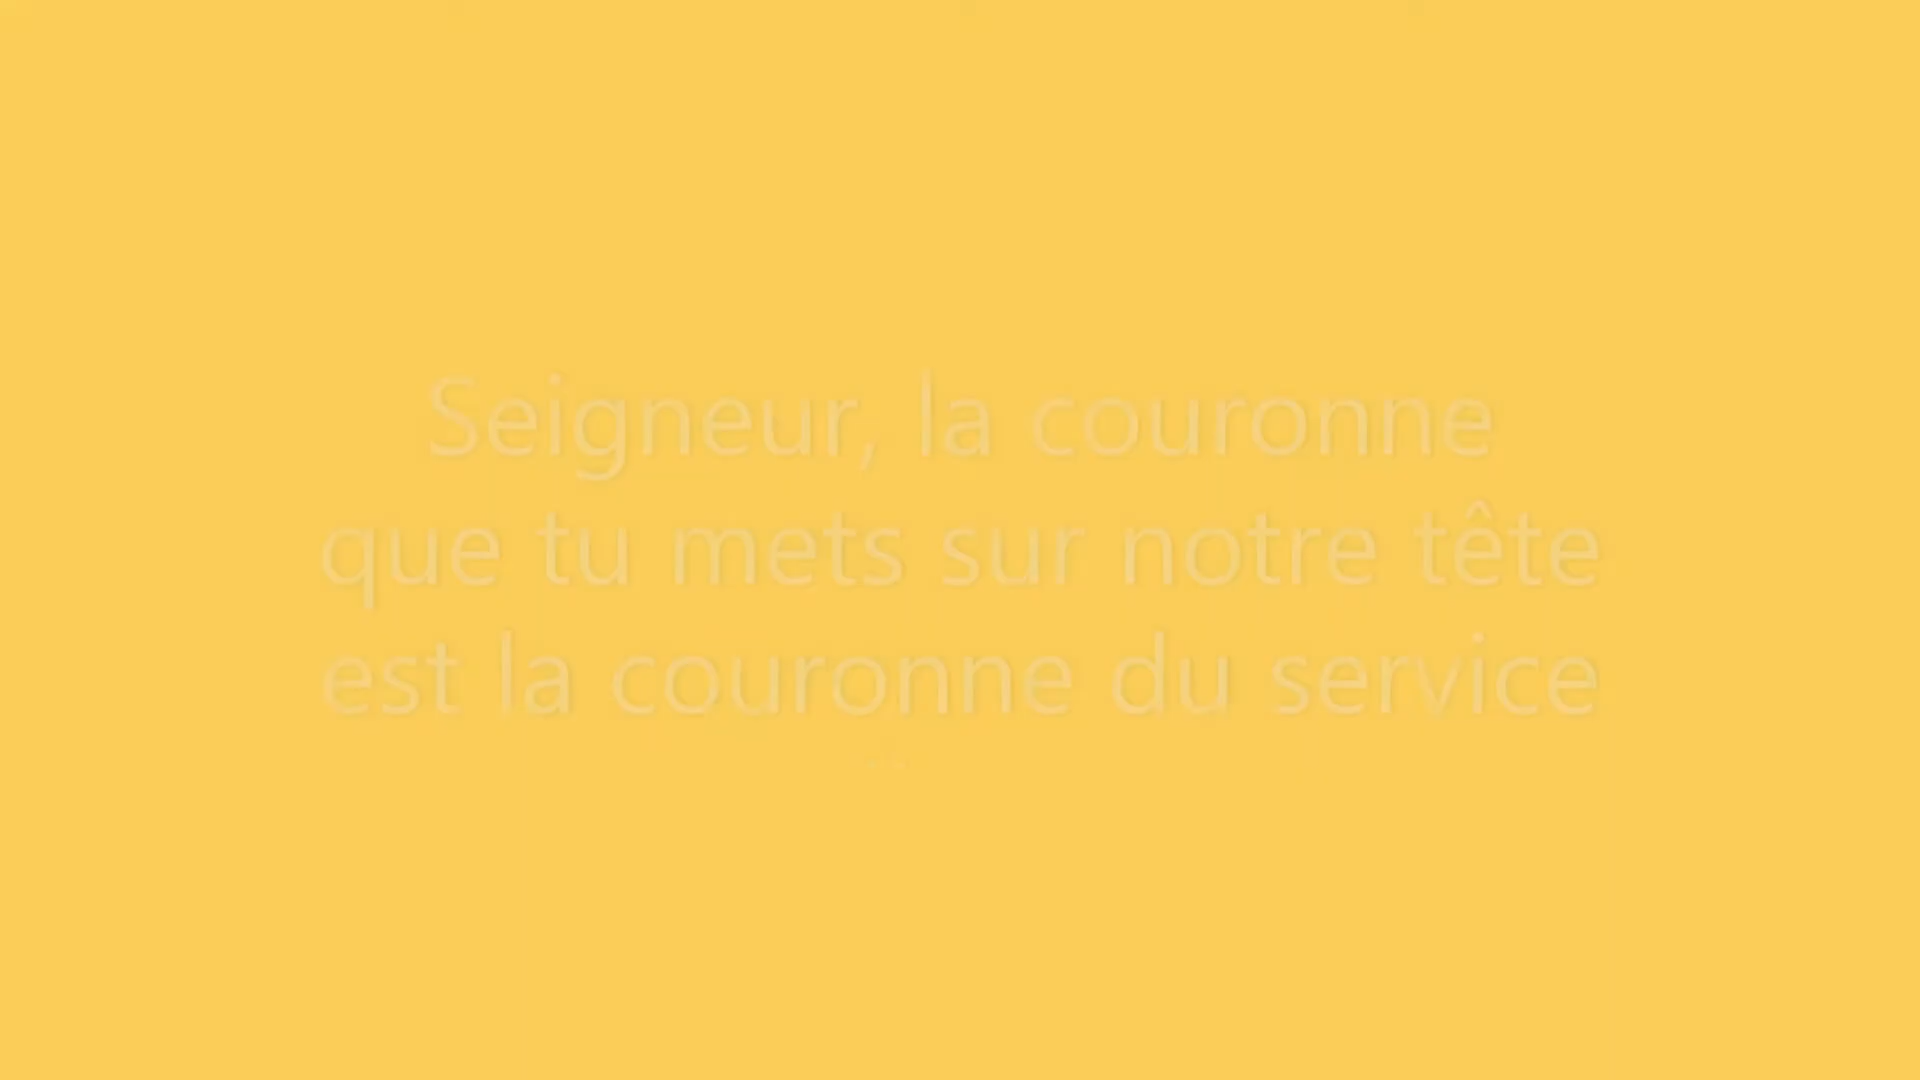 Seigneur, la couronne
que tu mets sur notre tête
est la couronne du service